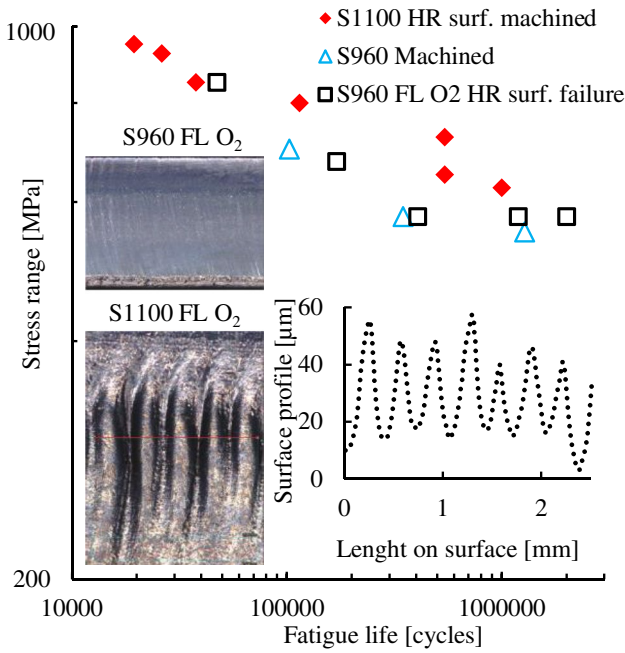 1000
S1100 HR surf. machined
S960 Machined
S960 FL O2 HR surf. failure
S960 FL O2
Stress range [MPa]
S1100 FL O2
Surface profile [µm]
60
40
20
0
0
1
2
Lenght on surface [mm]
200
10000
100000
1000000
Fatigue life [cycles]